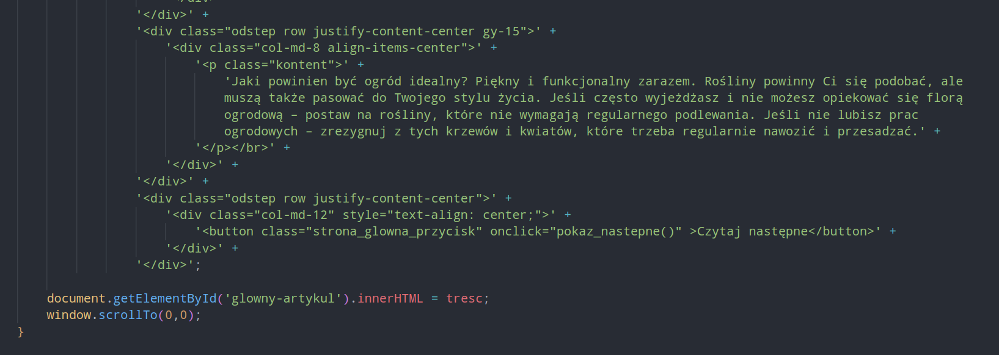 '</div>' +
'<div class="odstep row justify-content-center gy-15">' +
'<div class="col-md-8 align-items-center">' +
'<p class="kontent">' +
'Jaki powinien być ogród idealny? Piękny i funkcjonalny zarazem. Rośliny powinny Ci się podobać, ale
muszą także pasować do Twojego stylu życia. Jeśli często wyjeżdżasz i nie możesz opiekować się florą
ogrodową – postaw na rośliny, które nie wymagają regularnego podlewania. Jeśli nie lubisz prac
ogrodowych – zrezygnuj z tych krzewów i kwiatów, które trzeba regularnie nawozić i przesadzać.' +
'</p></br>' +
'</div>' +
'</div>' +
'<div class="odstep row justify-content-center">' +
'<div class="col-md-12" style="text-align: center;">' +
'<button class="strona_glowna_przycisk" onclick="pokaz_nastepne()" >Czytaj następne</button>' +
'</div>' +
'</div>';
document.getElementById('glowny-artykul').innerHTML = tresc;
window.scrollTo(0,0);
}